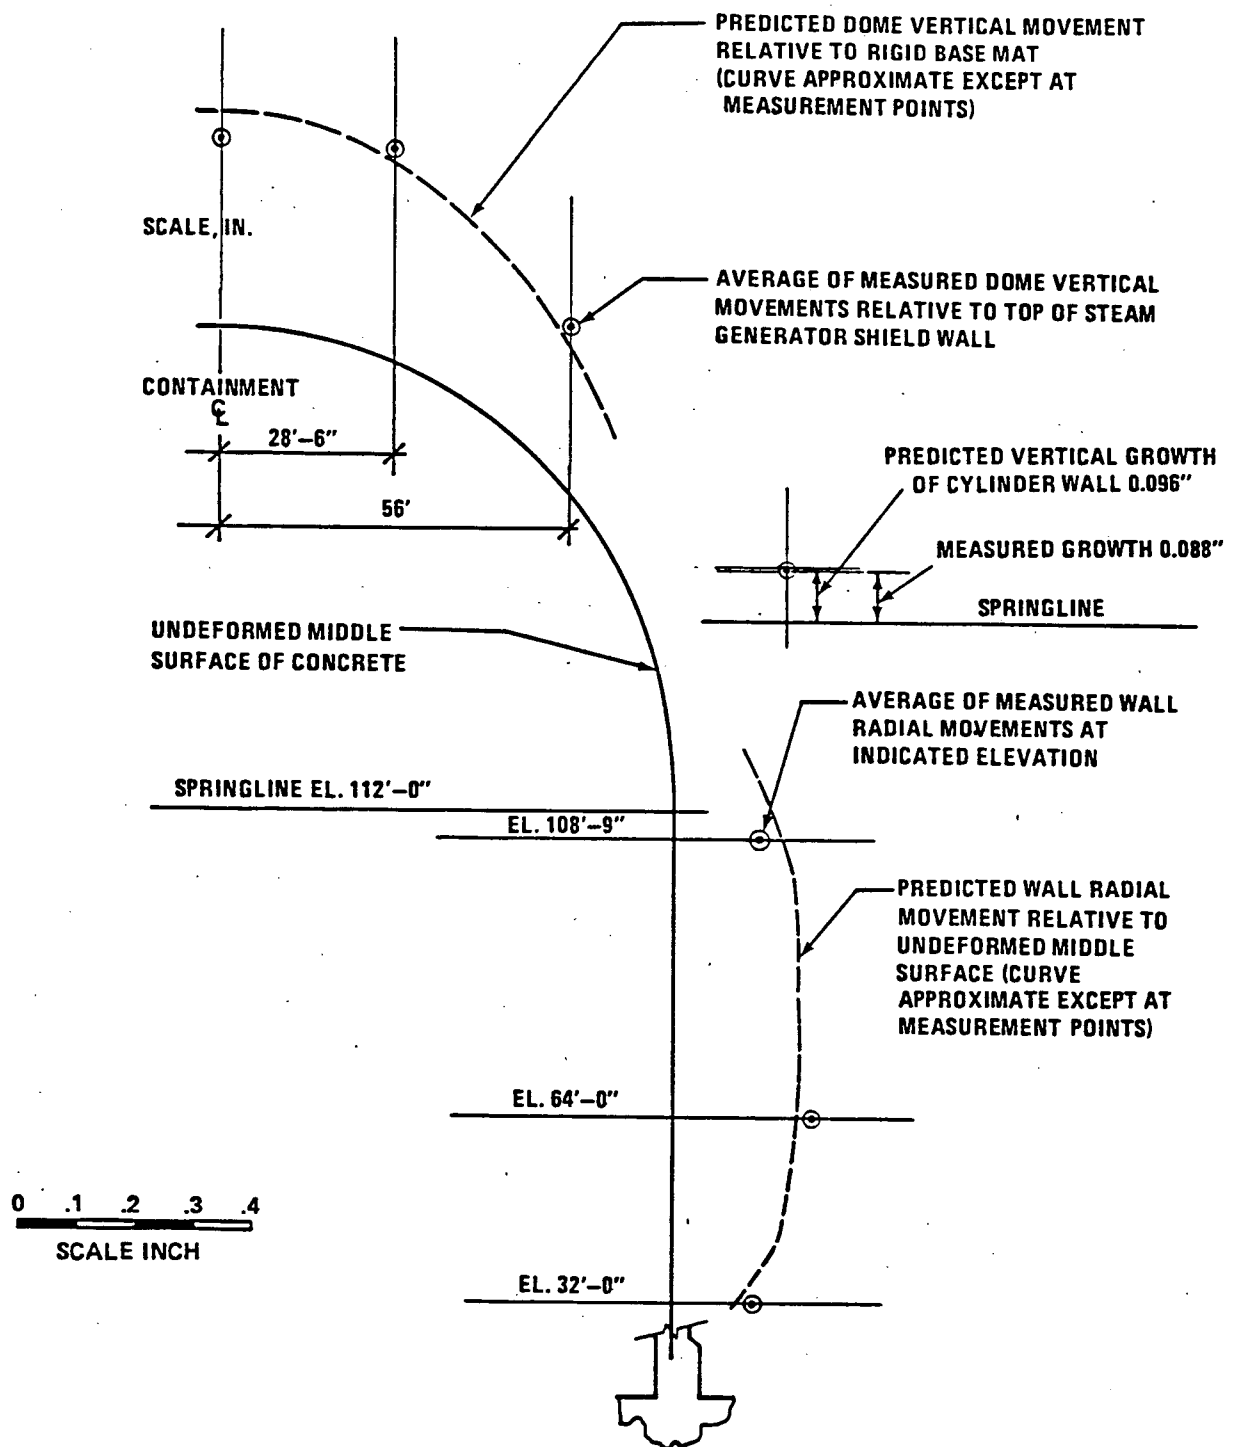 PREDICTED DOME VERTICAL MOVEMENT
RELATIVE TO RIGID BASE MAT
(CURVE APPROXIMATE EXCEPT AT
MEASUREMENT POINTS)
SCALE, IN.
AVERAGE OF MEASURED DOME VERTICAL
MOVEMENTS RELATIVE TO TOP OF STEAM
GENERATOR SHIELD WALL
CONTAINMENT
℄
28'–6"
56'
PREDICTED VERTICAL GROWTH
OF CYLINDER WALL 0.096"
MEASURED GROWTH 0.088"
SPRINGLINE
UNDEFORMED MIDDLE
SURFACE OF CONCRETE
AVERAGE OF MEASURED WALL
RADIAL MOVEMENTS AT
INDICATED ELEVATION
SPRINGLINE EL. 112'–0"
EL. 108'–9"
PREDICTED WALL RADIAL
MOVEMENT RELATIVE TO
UNDEFORMED MIDDLE
SURFACE (CURVE
APPROXIMATE EXCEPT AT
MEASUREMENT POINTS)
EL. 64'–0"
0 .1 .2 .3 .4
SCALE INCH
EL. 32'–0"